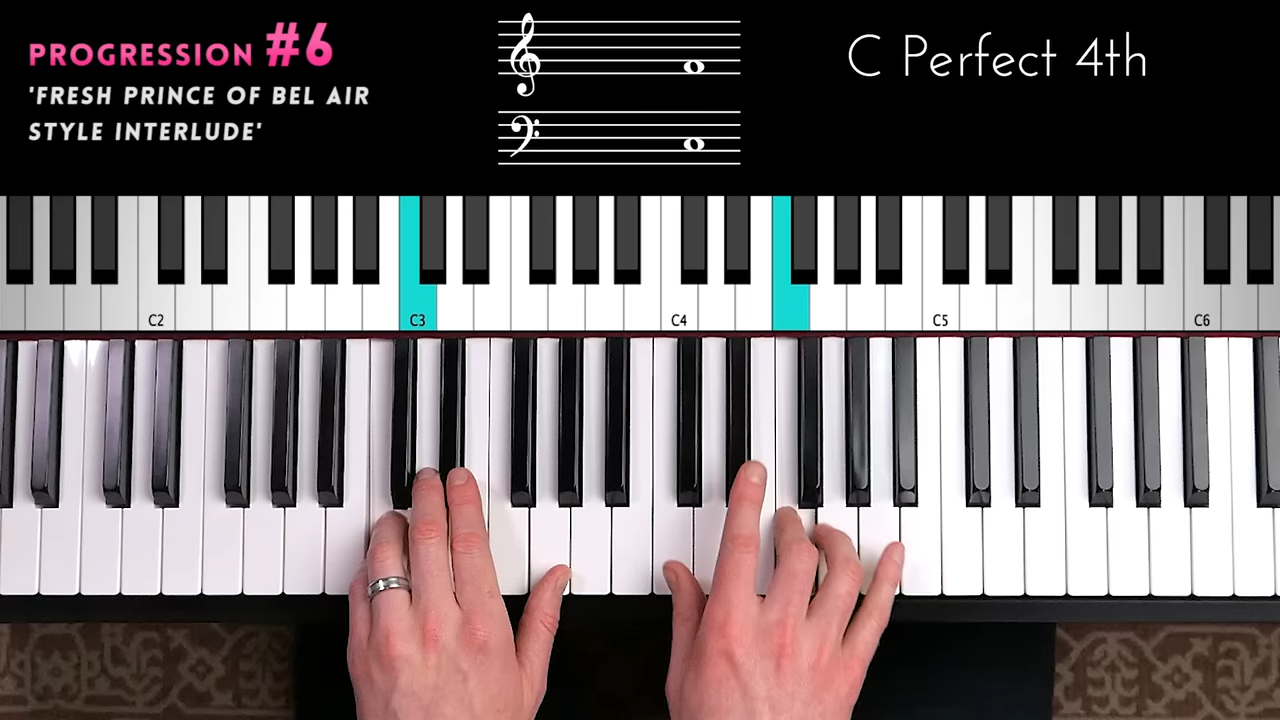 PROGRESSION #6
'FRESH PRINCE OF BEL AIR
STYLE INTERLUDE'
C Perfect 4th
C2 C3 C4 C5 C6